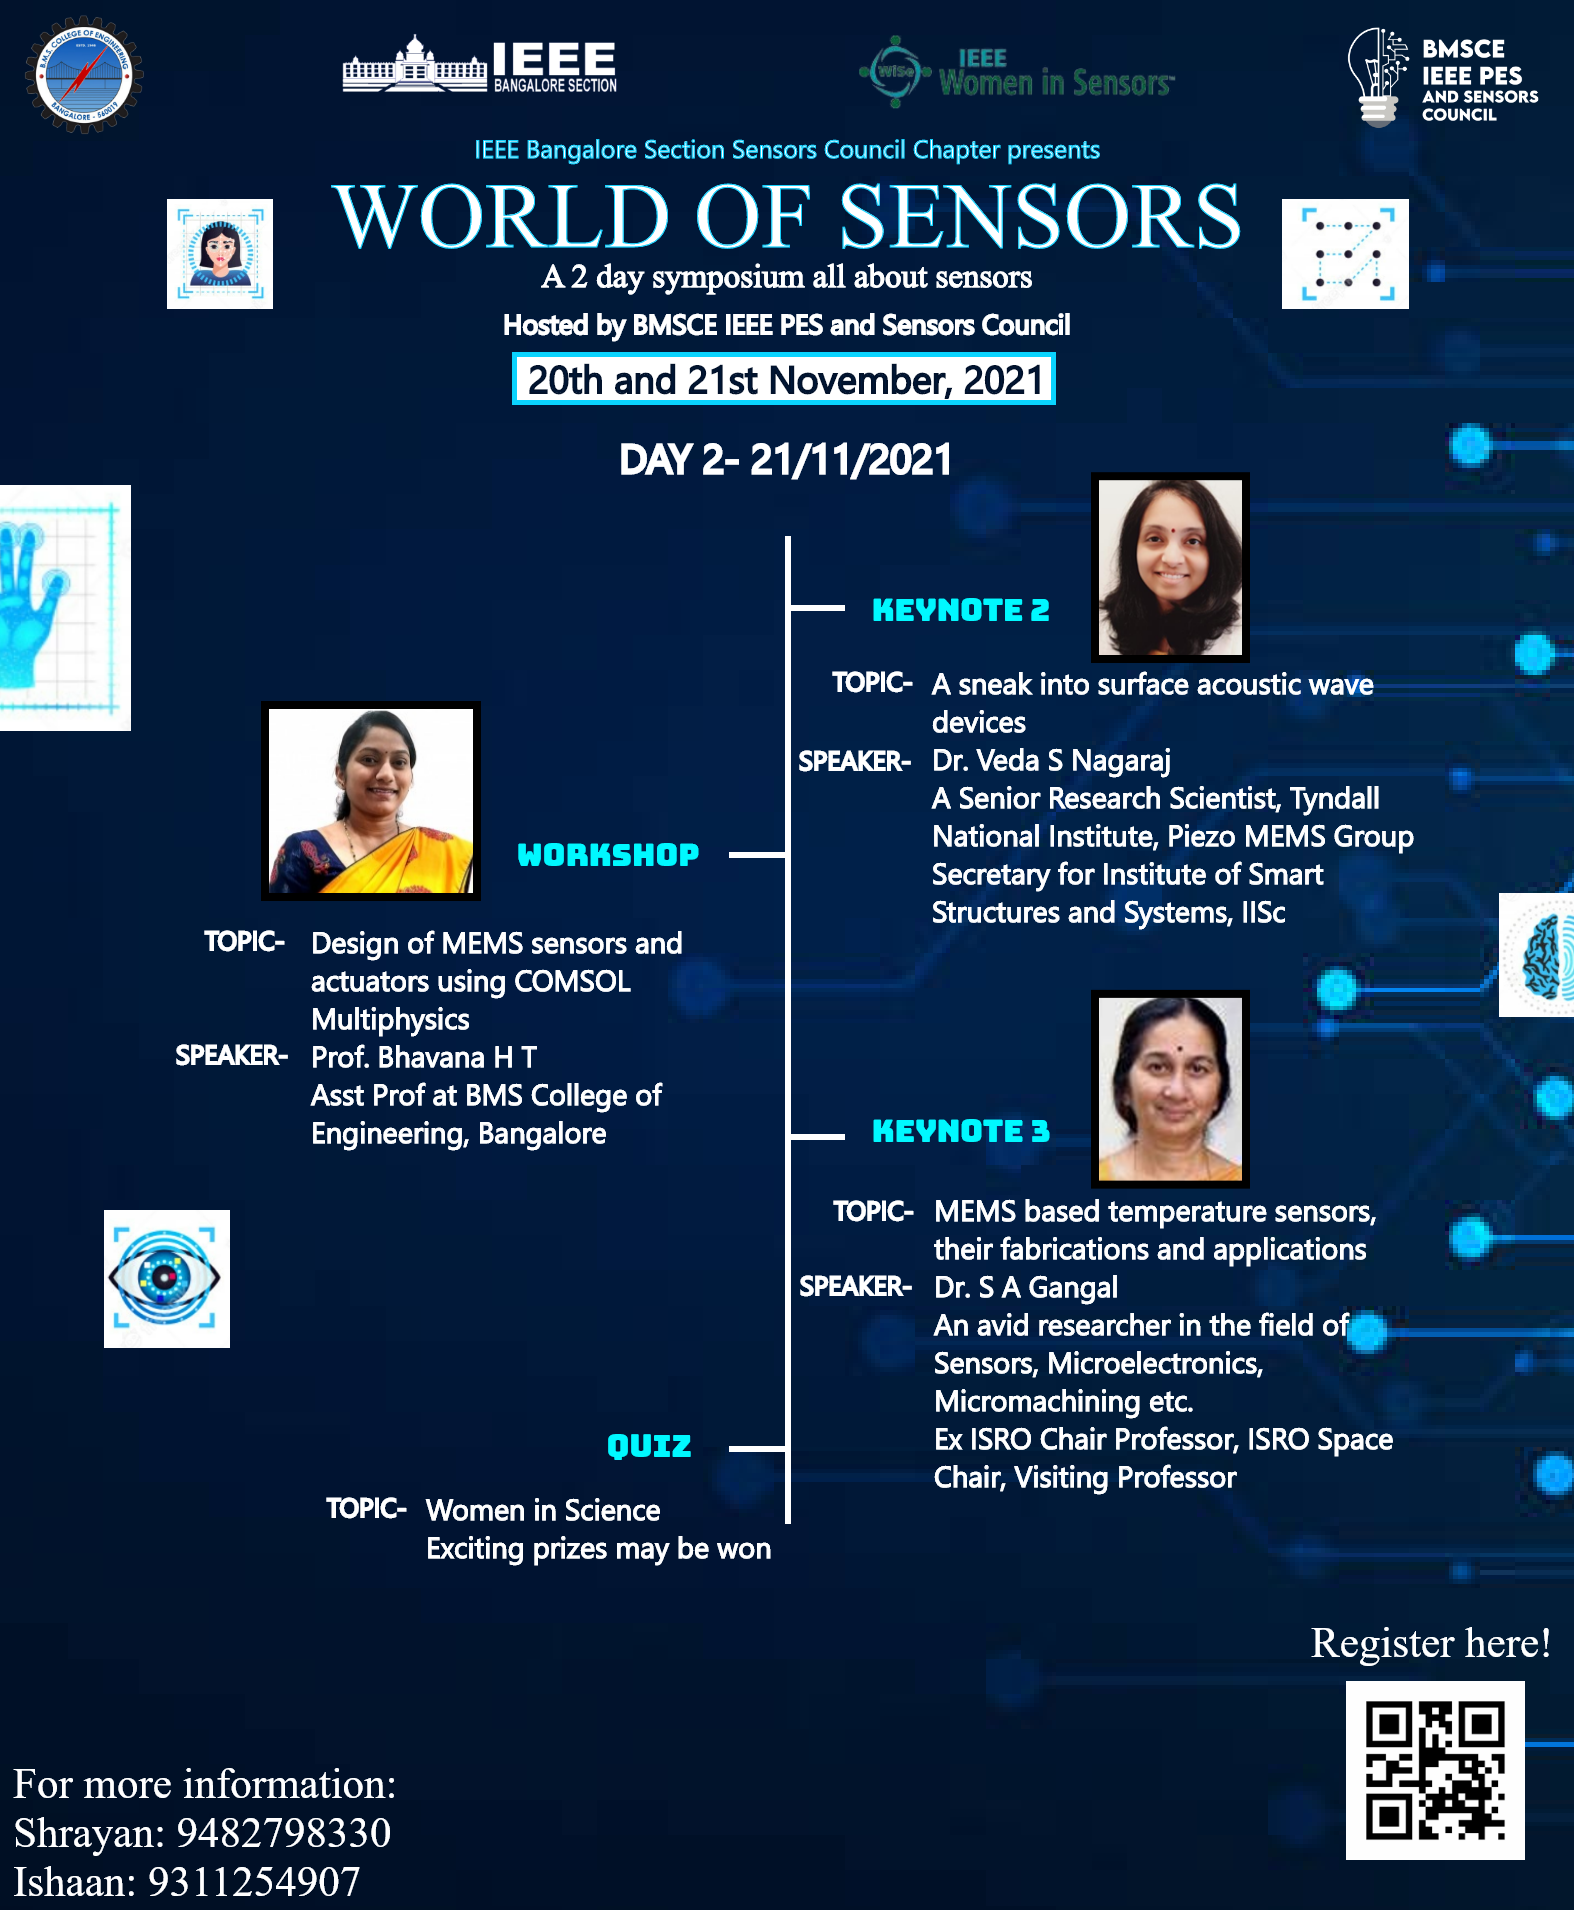 B.M.S. COLLEGE OF ENGINEERING
ESTD. 1946
BANGALORE - 560019
IEEE
BANGALORE SECTION
WiSe
IEEE
Women in Sensors
BMSCE
IEEE PES
AND SENSORS
COUNCIL
IEEE Bangalore Section Sensors Council Chapter presents
WORLD OF SENSORS
A 2 day symposium all about sensors
Hosted by BMSCE IEEE PES and Sensors Council
20th and 21st November, 2021
DAY 2- 21/11/2021
KEYNOTE 2
TOPIC- A sneak into surface acoustic wave
devices
SPEAKER- Dr. Veda S Nagaraj
A Senior Research Scientist, Tyndall
National Institute, Piezo MEMS Group
Secretary for Institute of Smart
Structures and Systems, IISc
WORKSHOP
TOPIC- Design of MEMS sensors and
actuators using COMSOL
Multiphysics
SPEAKER- Prof. Bhavana H T
Asst Prof at BMS College of
Engineering, Bangalore
KEYNOTE 3
TOPIC- MEMS based temperature sensors,
their fabrications and applications
SPEAKER- Dr. S A Gangal
An avid researcher in the field of
Sensors, Microelectronics,
Micromachining etc.
Ex ISRO Chair Professor, ISRO Space
Chair, Visiting Professor
QUIZ
TOPIC- Women in Science
Exciting prizes may be won
Register here!
For more information:
Shrayan: 9482798330
Ishaan: 9311254907